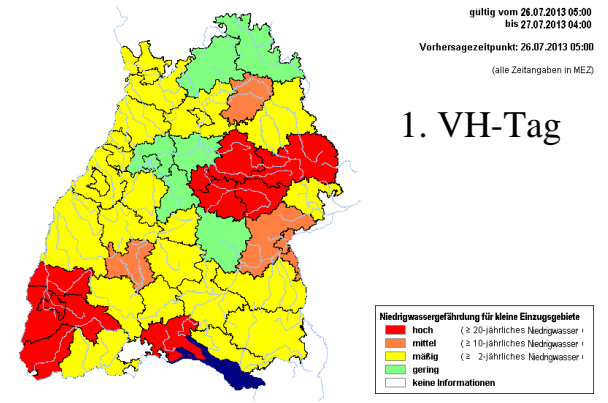 gültig vom 26.07.2013 05:00
bis 27.07.2013 04:00
Vorhersagezeitpunkt: 26.07.2013 05:00
(alle Zeitangaben in MEZ)
1. VH-Tag
Niedrigwassergefährdung für kleine Einzugsgebiete
hoch (≥ 20-jährliches Niedrigwasser
mittel (≥ 10-jährliches Niedrigwasser
mäßig (≥ 2-jährliches Niedrigwasser
gering
keine Informationen